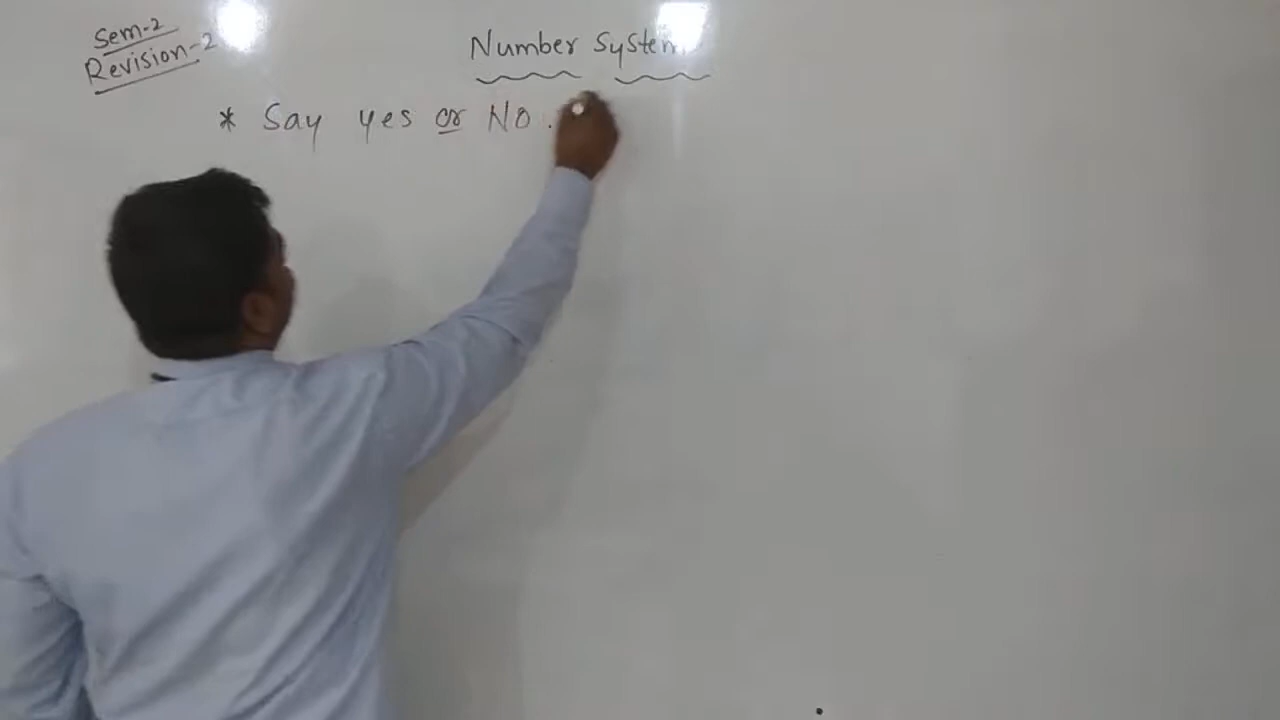 Sem-2
Revision-2
Number System
* Say yes or No.